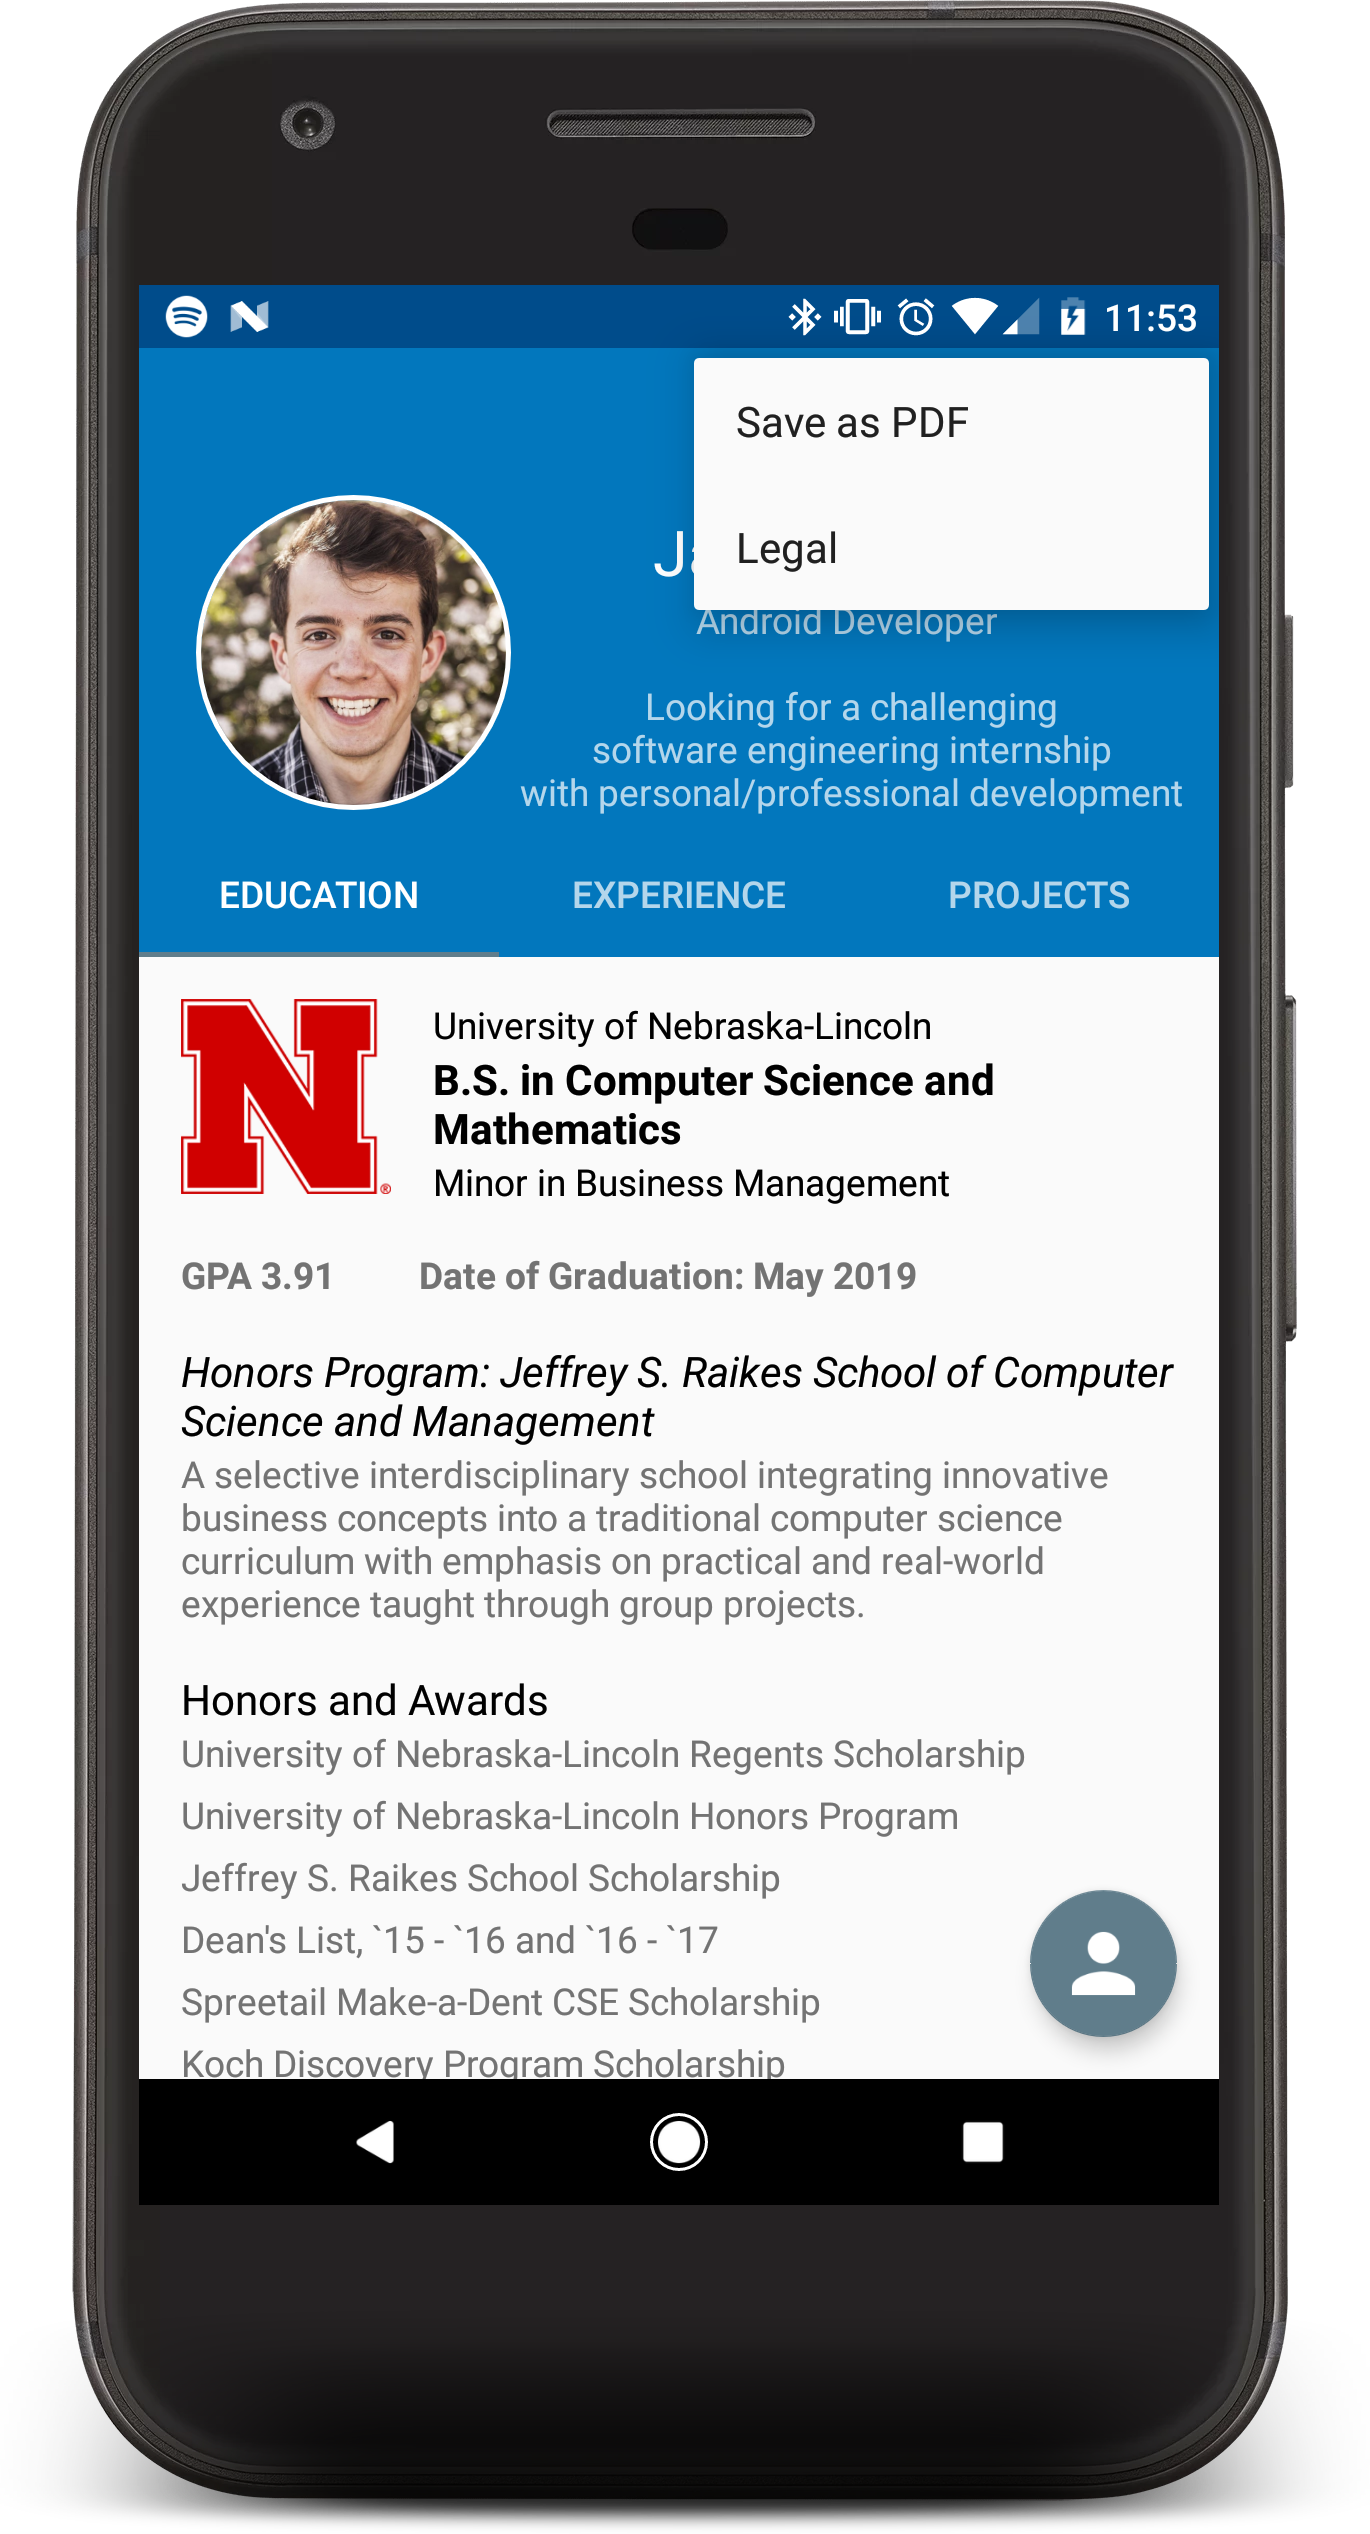 11:53
Save as PDF
Legal
Android Developer
Looking for a challenging
software engineering internship
with personal/professional development
EDUCATION EXPERIENCE PROJECTS
N
®
University of Nebraska-Lincoln
B.S. in Computer Science and
Mathematics
Minor in Business Management
GPA 3.91 Date of Graduation: May 2019
Honors Program: Jeffrey S. Raikes School of Computer
Science and Management
A selective interdisciplinary school integrating innovative
business concepts into a traditional computer science
curriculum with emphasis on practical and real-world
experience taught through group projects.
Honors and Awards
University of Nebraska-Lincoln Regents Scholarship
University of Nebraska-Lincoln Honors Program
Jeffrey S. Raikes School Scholarship
Dean's List, `15 - `16 and `16 - `17
Spreetail Make-a-Dent CSE Scholarship
Koch Discovery Program Scholarship